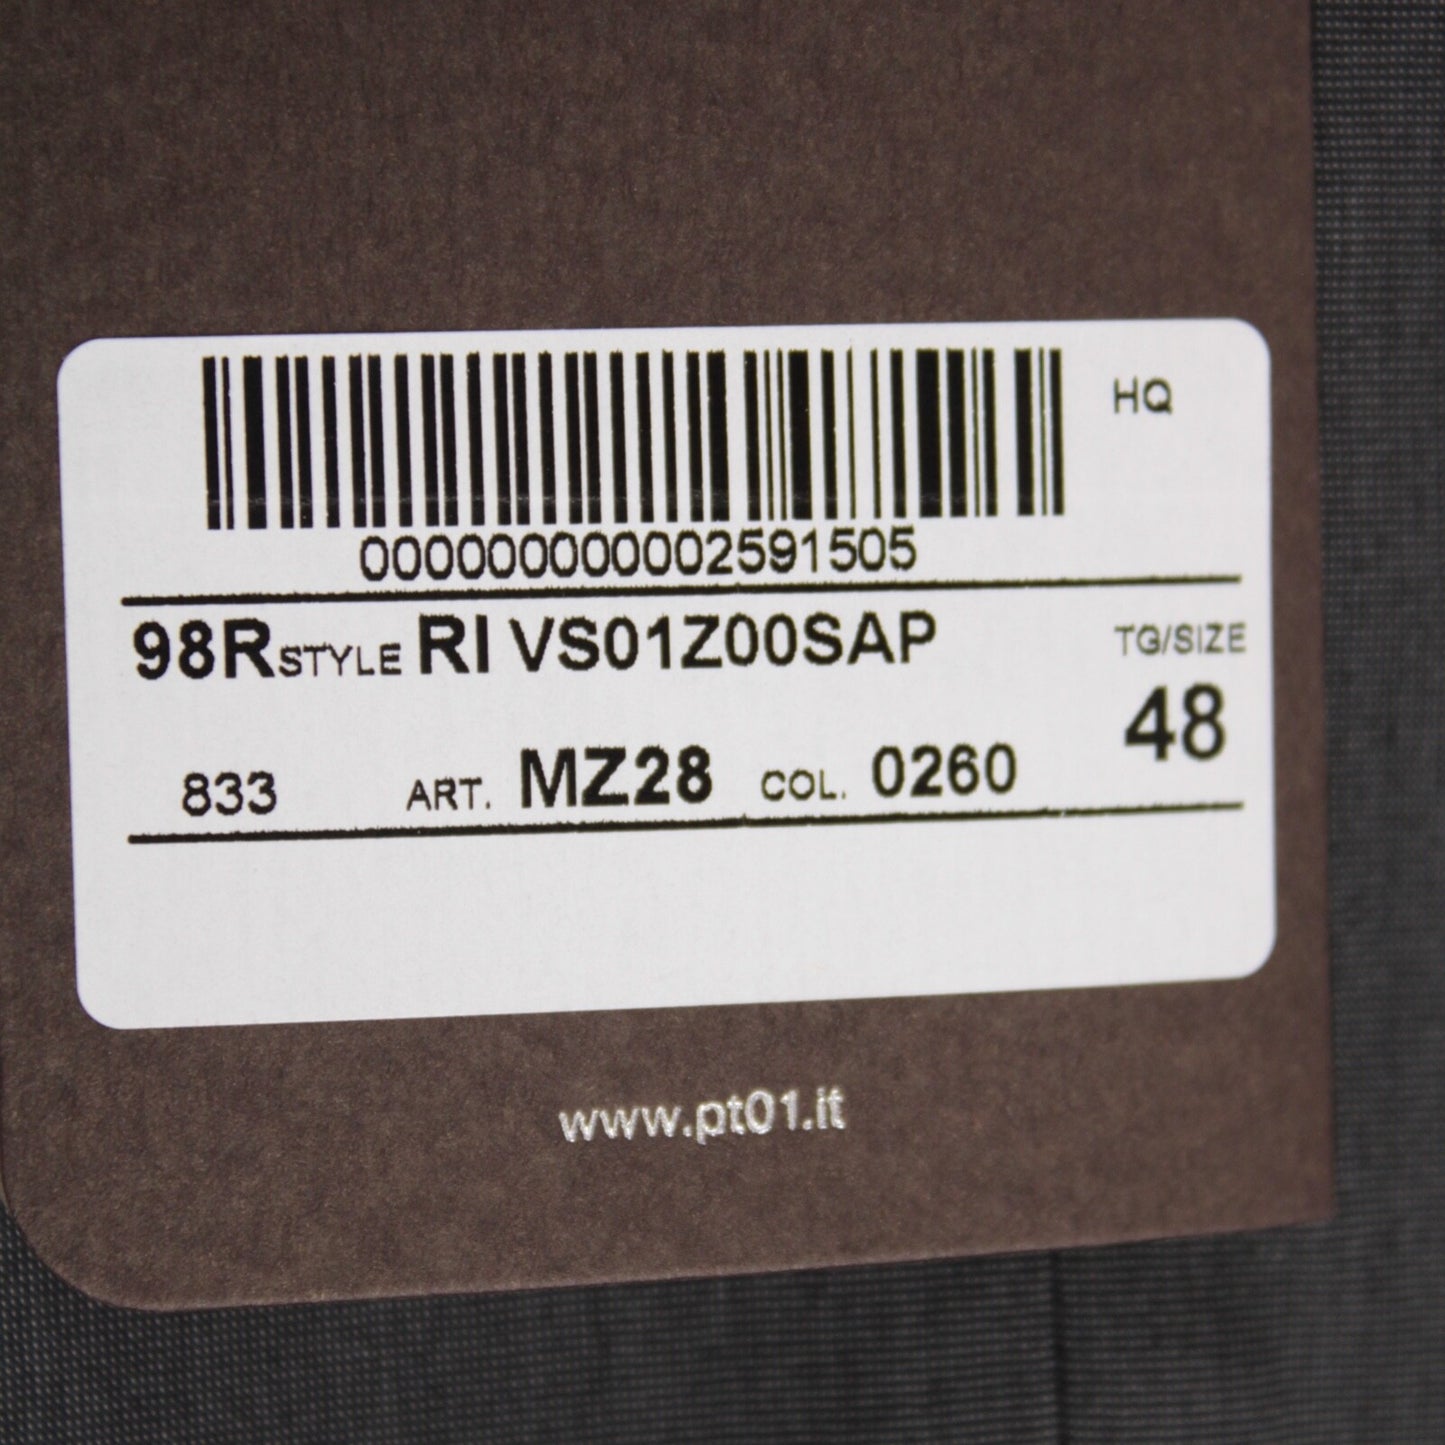 HQ
0000000000002591505
98RSTYLE RI VS01Z00SAP
TG/SIZE
48
833 ART. MZ28 COL. 0260
www.pt01.it